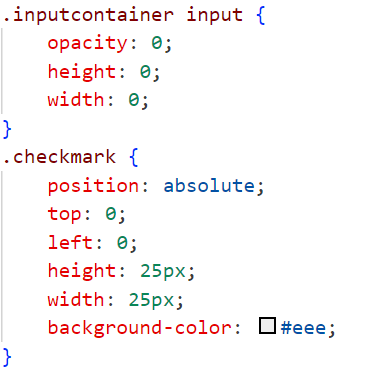 .inputcontainer input {
    opacity: 0;
    height: 0;
    width: 0;
}
.checkmark {
    position: absolute;
    top: 0;
    left: 0;
    height: 25px;
    width: 25px;
    background-color: #eee;
}